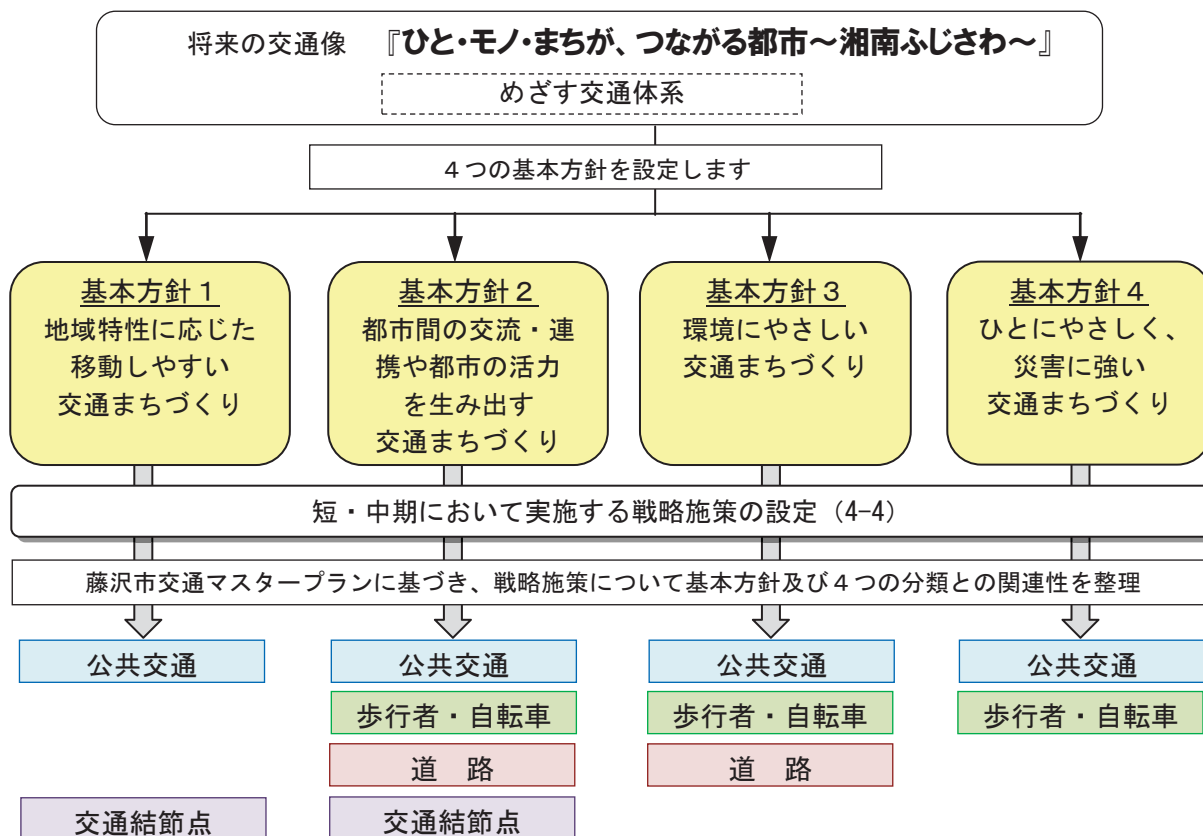 将来の交通像 『ひと・モノ・まちが、つながる都市～湘南ふじさわ～』
めざす交通体系
４つの基本方針を設定します
基本方針１
地域特性に応じた
移動しやすい
交通まちづくり
基本方針２
都市間の交流・連
携や都市の活力
を生み出す
交通まちづくり
基本方針３
環境にやさしい
交通まちづくり
基本方針４
ひとにやさしく、
災害に強い
交通まちづくり
短・中期において実施する戦略施策の設定（4-4）
藤沢市交通マスタープランに基づき、戦略施策について基本方針及び４つの分類との関連性を整理
公共交通
交通結節点
公共交通
歩行者・自転車
道　路
交通結節点
公共交通
歩行者・自転車
道　路
公共交通
歩行者・自転車